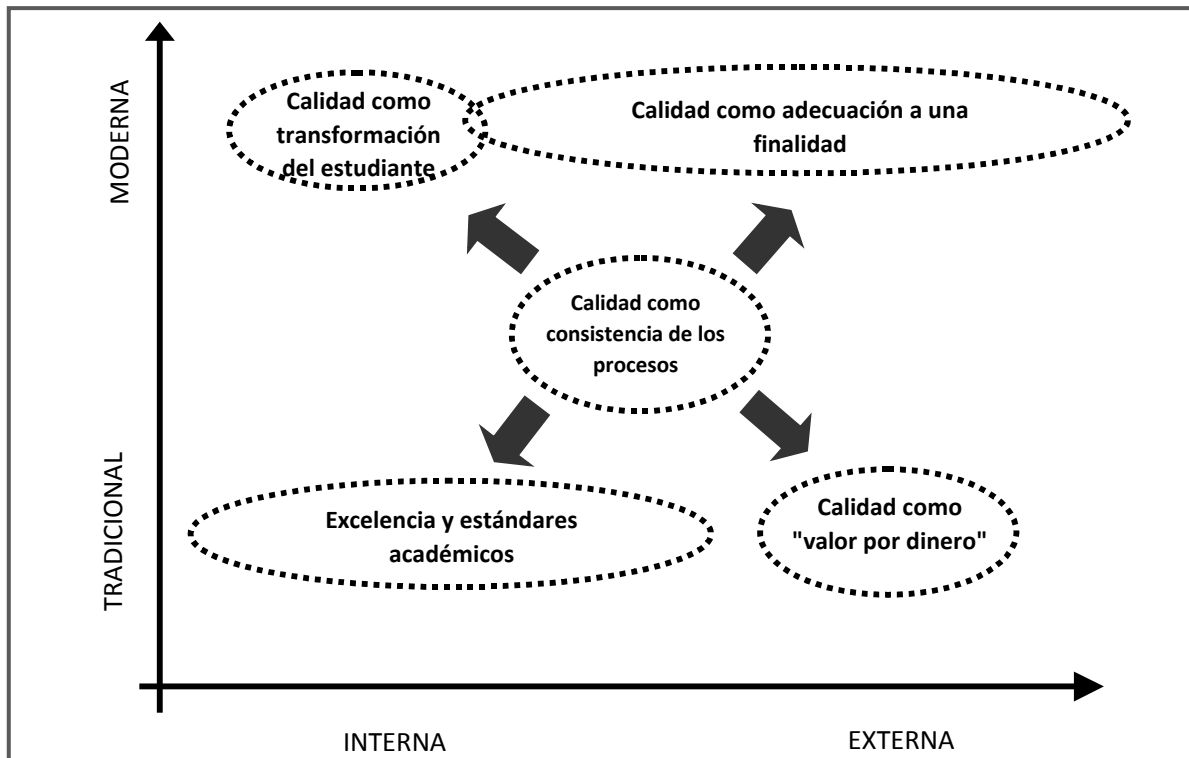 MODERNA
Calidad como
transformación
del estudiante
Calidad como adecuación a una
finalidad
Calidad como
consistencia de los
procesos
TRADICIONAL
Excelencia y estándares
académicos
Calidad como
"valor por dinero"
INTERNA
EXTERNA